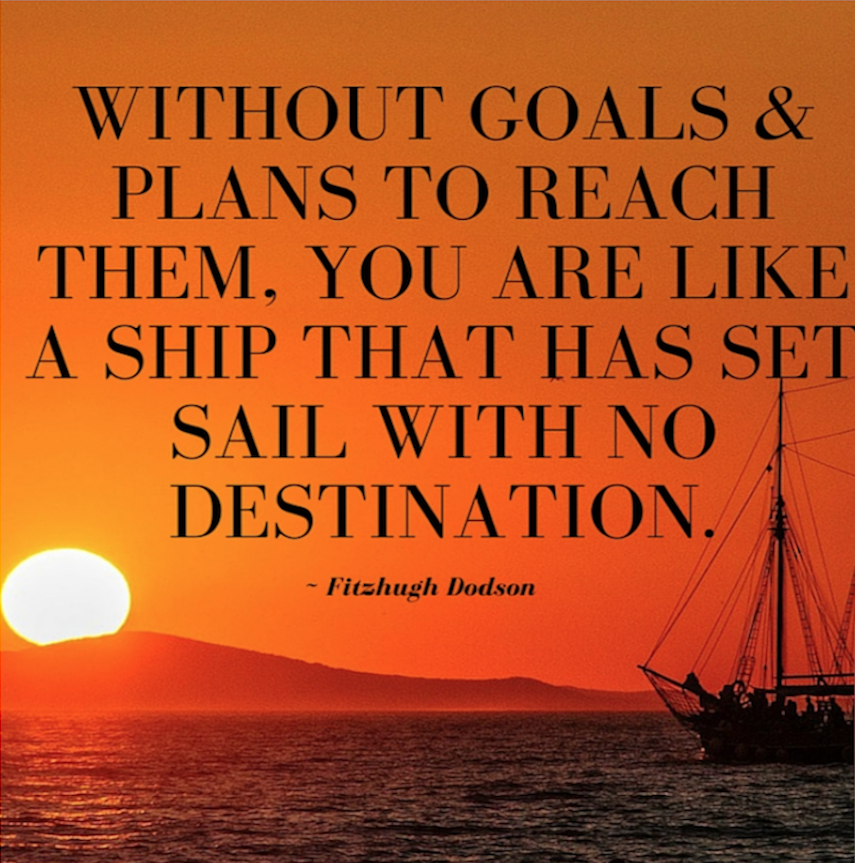 WITHOUT GOALS &
PLANS TO REACH
THEM, YOU ARE LIKE
A SHIP THAT HAS SET
SAIL WITH NO
DESTINATION.
~ Fitzhugh Dodson